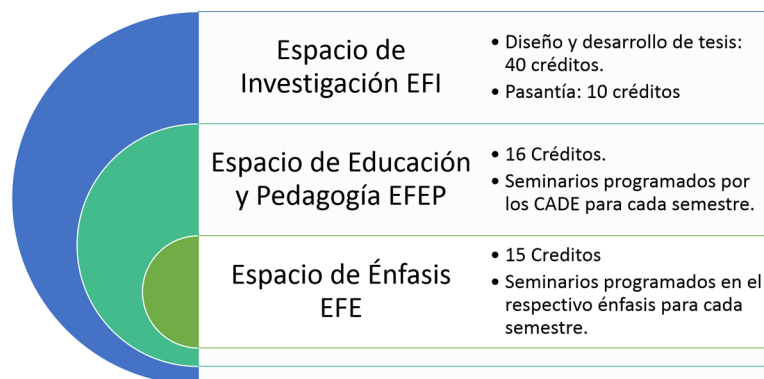 Espacio de
Investigación EFI
• Diseño y desarrollo de tesis:
40 créditos.
• Pasantía: 10 créditos
Espacio de Educación
y Pedagogía EFEP
• 16 Créditos.
• Seminarios programados por
los CADE para cada semestre.
Espacio de Énfasis
EFE
• 15 Creditos
• Seminarios programados en el
respectivo énfasis para cada
semestre.